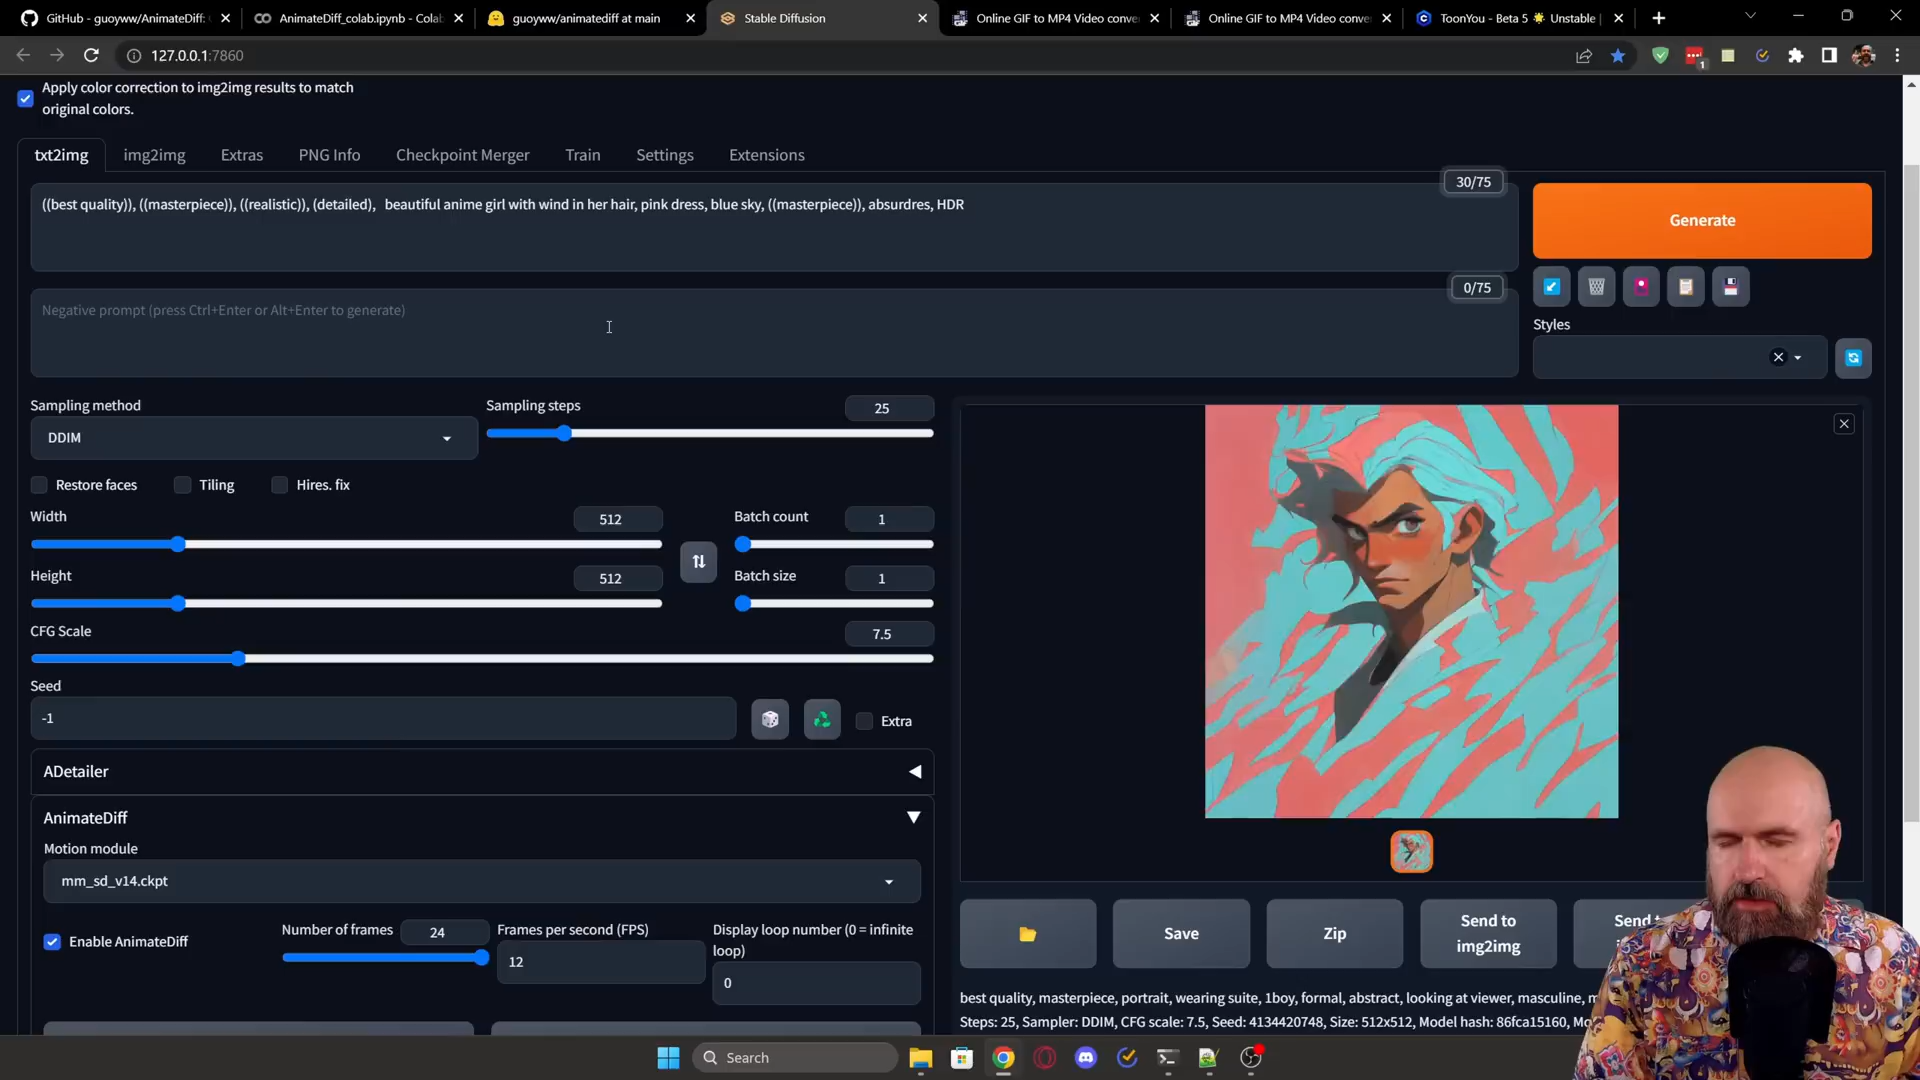 GitHub - guoyww/AnimateDiff:
AnimateDiff_colab.ipynb - Colab
guoyww/animatediff at main
Stable Diffusion
Online GIF to MP4 Video conve
Online GIF to MP4 Video conve
ToonYou - Beta 5 🌟 Unstable |
127.0.0.1:7860
1
Apply color correction to img2img results to match
original colors.
txt2img
img2img
Extras
PNG Info
Checkpoint Merger
Train
Settings
Extensions
30/75
((best quality)), ((masterpiece)), ((realistic)), (detailed),  beautiful anime girl with wind in her hair, pink dress, blue sky, ((masterpiece)), absurdres, HDR
Generate
0/75
Negative prompt (press Ctrl+Enter or Alt+Enter to generate)
Styles
Sampling method
Sampling steps
25
DDIM
Restore faces
Tiling
Hires. fix
Width
512
Batch count
1
Height
512
Batch size
1
CFG Scale
7.5
Seed
-1
Extra
ADetailer
AnimateDiff
Motion module
mm_sd_v14.ckpt
Enable AnimateDiff
Number of frames
24
Frames per second (FPS)
12
Display loop number (0 = infinite
loop)
0
Save
Zip
Send to
img2img
Send
best quality, masterpiece, portrait, wearing suite, 1boy, formal, abstract, looking at viewer, masculine,
Steps: 25, Sampler: DDIM, CFG scale: 7.5, Seed: 4134420748, Size: 512x512, Model hash: 86fca15160,
Search